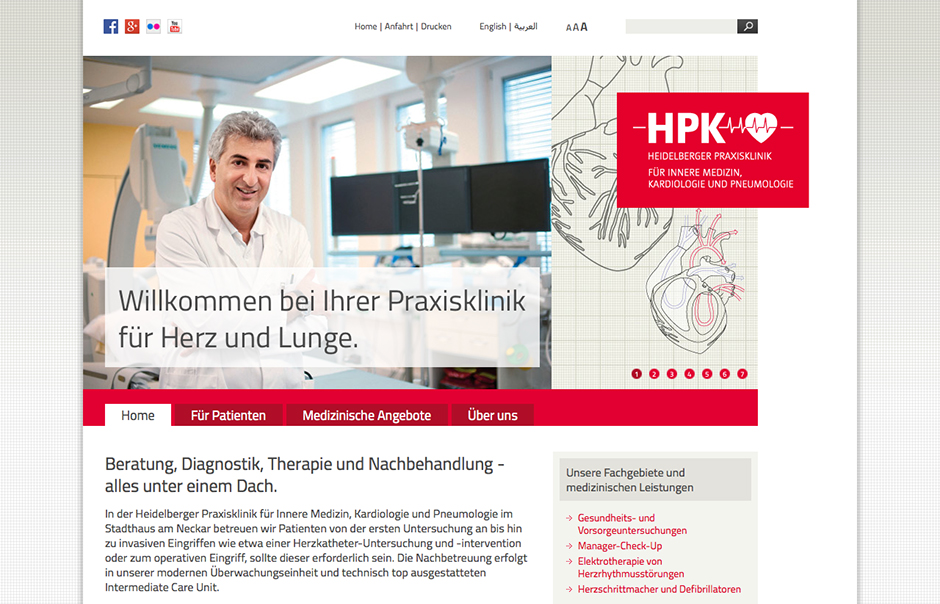 Home | Anfahrt | Drucken
English | العربية
A A A
SIEMENS
HPK
HEIDELBERGER PRAXISKLINIK
FÜR INNERE MEDIZIN,
KARDIOLOGIE UND PNEUMOLOGIE
Willkommen bei Ihrer Praxisklinik
für Herz und Lunge.
1 2 3 4 5 6 7
Home
Für Patienten
Medizinische Angebote
Über uns
Beratung, Diagnostik, Therapie und Nachbehandlung -
alles unter einem Dach.
In der Heidelberger Praxisklinik für Innere Medizin, Kardiologie und Pneumologie im
Stadthaus am Neckar betreuen wir Patienten von der ersten Untersuchung an bis hin
zu invasiven Eingriffen wie etwa einer Herzkatheter-Untersuchung und -intervention
oder zum operativen Eingriff, sollte dieser erforderlich sein. Die Nachbetreuung erfolgt
in unserer modernen Überwachungseinheit und technisch top ausgestatteten
Intermediate Care Unit.
Unsere Fachgebiete und
medizinischen Leistungen
Gesundheits- und
Vorsorgeuntersuchungen
Manager-Check-Up
Elektrotherapie von
Herzrhythmusstörungen
Herzschrittmacher und Defibrillatoren